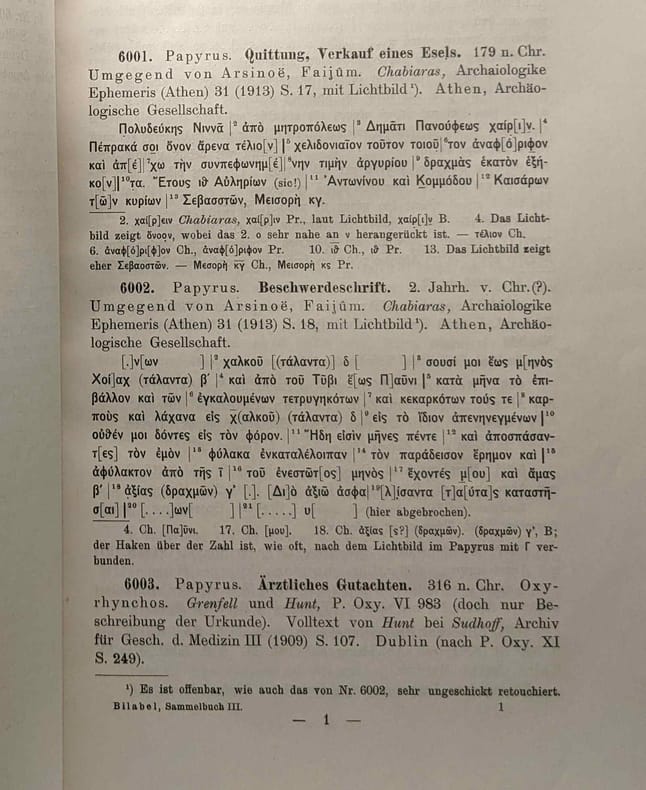 6001. Papyrus. Quittung, Verkauf eines Esels. 179 n. Chr.
Umgegend von Arsinoë, Faijûm. Chabiaras, Archaiologike
Ephemeris (Athen) 31 (1913) S. 17, mit Lichtbild¹). Athen, Archäo-
logische Gesellschaft.
Πολυδεύκης Νιννᾶ |² ἀπὸ μητροπόλεως |³ Δημᾶτι Πανούφεως χαίρ[ι]ν. |⁴
Πέπρακά σοι ὄνον ἄρενα τέλιο[ν] |⁵ χελιδονιαῖον τοῦτον τοιοῦ|⁶τον ἀναφ[ό]ριφον
καὶ ἀπ[έ]|⁷χω τὴν συνπεφωνημ[έ]|⁸νην τιμὴν ἀργυρίου |⁹ δραχμὰς ἑκατὸν ἑξή-
κο[ν]|¹⁰τα. Ἔτους ιθ Αὐληρίων (sic!) |¹¹ Ἀντωνίνου καὶ Κομμόδου |¹² Καισάρων
τ[ῶ]ν κυρίων |¹³ Σεβασστῶν, Μεισορὴ κγ.
2. χαί[ρ]ειν Chabiaras, χαί[ρ]ιν Pr., laut Lichtbild, χαίρ[ι]ν B. 4. Das Licht-
bild zeigt ὄνοον, wobei das 2. ο sehr nahe an ν herangerückt ist. — τέλιον Ch.
6. ἀναφ[ό]ρι[φ]ον Ch., ἀναφ[ό]ριφον Pr. 10. ιθ̅ Ch., ιθ Pr. 13. Das Lichtbild zeigt
eher Σεβαοστῶν. — Μεσορὴ κγ̅ Ch., Μεισορὴ κς Pr.
6002. Papyrus. Beschwerdeschrift. 2. Jahrh. v. Chr.(?).
Umgegend von Arsinoë, Faijûm. Chabiaras, Archaiologike
Ephemeris (Athen) 31 (1913) S. 18, mit Lichtbild¹). Athen, Archäo-
logische Gesellschaft.
[.]ν[ων ] |² χαλκοῦ [(τάλαντα)] δ [ ] |³ σουσί μοι ἕως μ[ηνὸς
Χοί]αχ (τάλαντα) β´ |⁴ καὶ ἀπὸ τοῦ Τῦβι ἕ[ως Π]αῦνι |⁵ κατὰ μῆνα τὸ ἐπι-
βάλλον καὶ τῶν |⁶ ἐγκαλουμένων τετρυγηκότων |⁷ καὶ κεκαρκότων τούς τε |⁸ καρ-
ποὺς καὶ λάχανα εἰς χ̅(αλκοῦ) (τάλαντα) δ |⁹ εἰς τὸ ἴδιον ἀπενηνεγμένων |¹⁰
οὐθέν μοι δόντες εἰς τὸν φόρον. |¹¹ Ἤδη εἰσὶν μῆνες πέντε |¹² καὶ ἀποσπάσαν-
τ[ες] τὸν ἐμὸν |¹³ φύλακα ἐνκαταλέλοιπαν |¹⁴ τὸν παράδεισον ἔρημον καὶ |¹⁵
ἀφύλακτον ἀπὸ τῆς ῑ |¹⁶ τοῦ ἐνεστῶτ[ος] μηνὸς |¹⁷ ἔχοντές μ[ου] καὶ ἅμας
β´ |¹⁸ ἀξίας (δραχμῶν) γ´ [.]. [Δι]ὸ ἀξιῶ ἀσφα|¹⁹[λ]ίσαντα [τ]α[ύτα]ς καταστῆ-
σ[αι] |²⁰ [. . . .]ων[ ] |²¹ [. . . . .] υ[ ] (hier abgebrochen).
4. Ch. [Πα]ῦνι. 17. Ch. [μου]. 18. Ch. ἀξίας [ς?] (δραχμῶν). (δραχμῶν) γ´, B;
der Haken über der Zahl ist, wie oft, nach dem Lichtbild im Papyrus mit Γ ver-
bunden.
6003. Papyrus. Ärztliches Gutachten. 316 n. Chr. Oxy-
rhynchos. Grenfell und Hunt, P. Oxy. VI 983 (doch nur Be-
schreibung der Urkunde). Volltext von Hunt bei Sudhoff, Archiv
für Gesch. d. Medizin III (1909) S. 107. Dublin (nach P. Oxy. XI
S. 249).
¹) Es ist offenbar, wie auch das von Nr. 6002, sehr ungeschickt retouchiert.
Bilabel, Sammelbuch III. 1
— 1 —